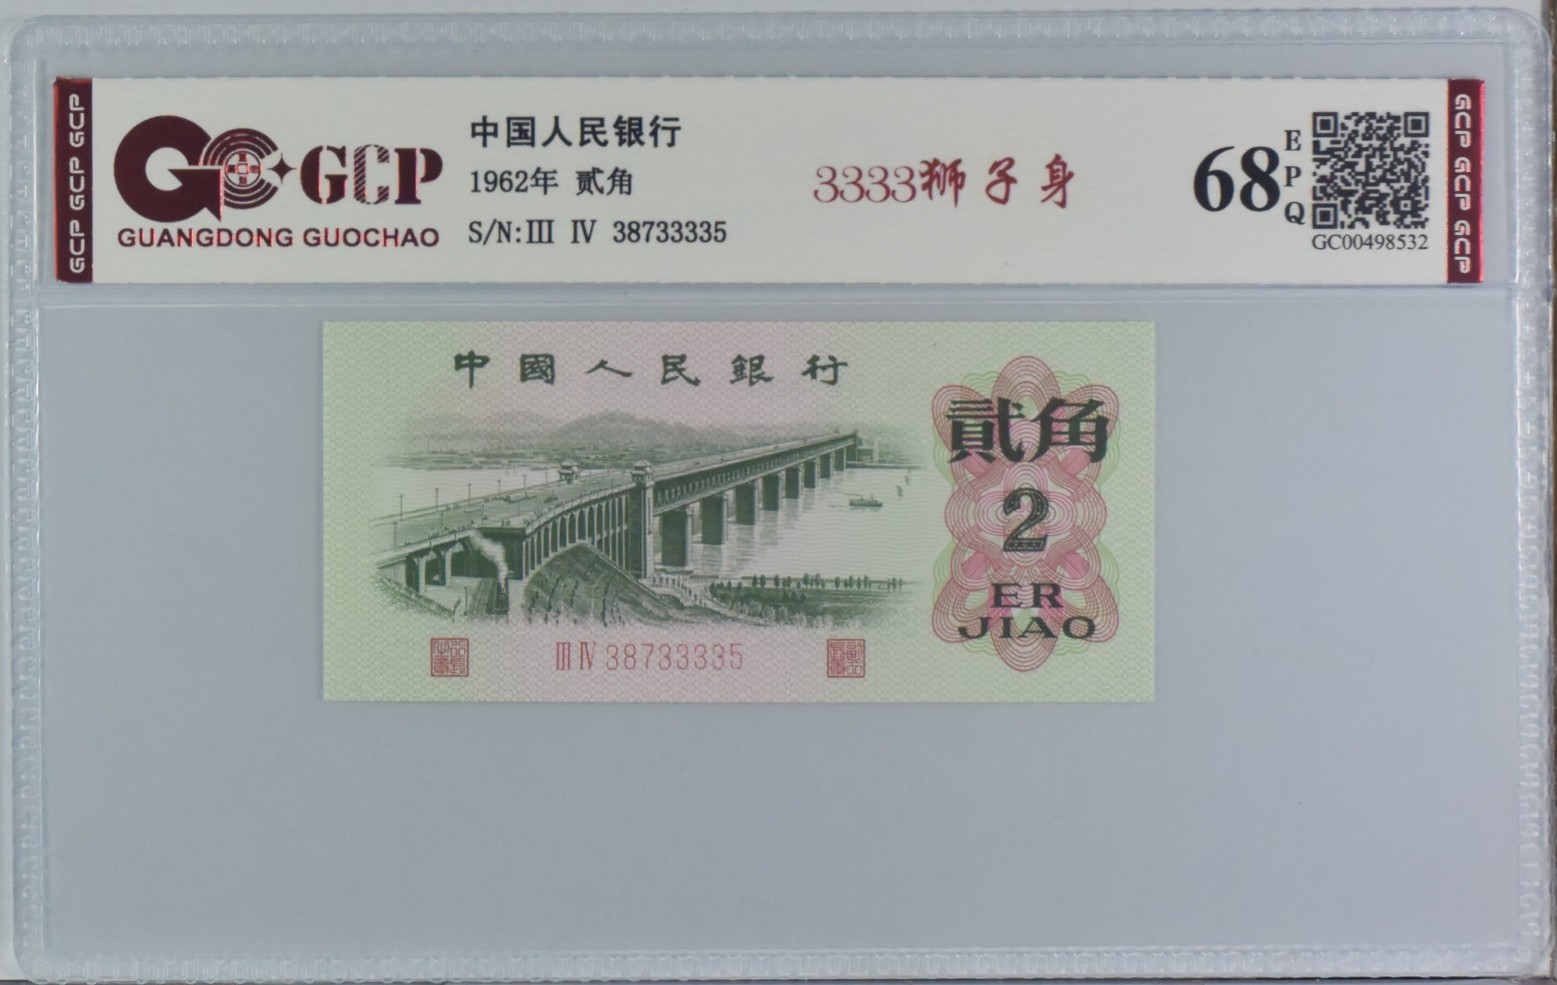 GCP GCP GCP
GCP
GUANGDONG GUOCHAO
中国人民银行
1962年 贰角
S/N:III IV 38733335
3333狮子身
68
EPQ
GC00498532
GCP GCP GCP
中國人民銀行
貳角
2
ER
JIAO
III IV 38733335